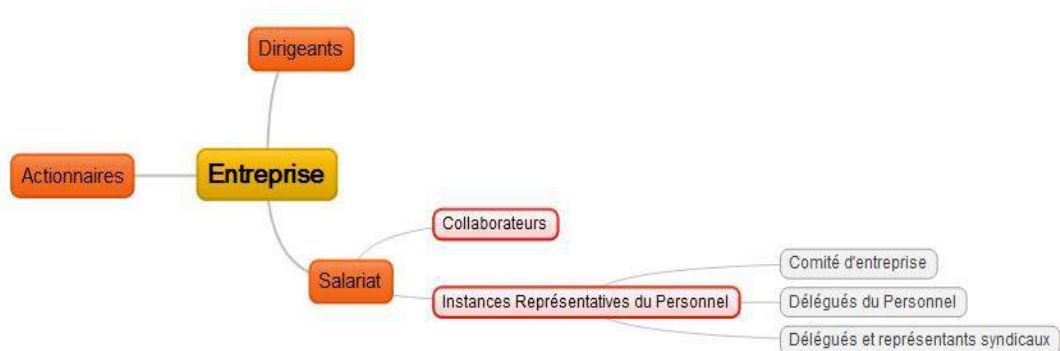 Dirigeants
Actionnaires
Entreprise
Collaborateurs
Salariat
Instances Représentatives du Personnel
Comité d'entreprise
Délégués du Personnel
Délégués et représentants syndicaux